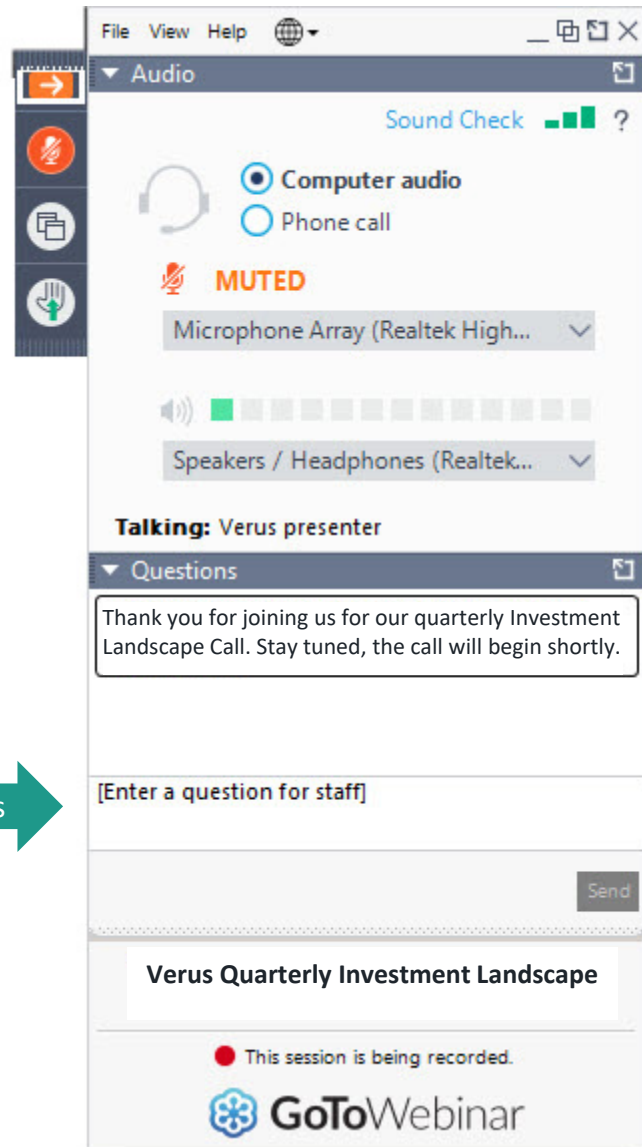 File View Help
Audio
Sound Check ?
Computer audio
Phone call
MUTED
Microphone Array (Realtek High...
Speakers / Headphones (Realtek...
Talking: Verus presenter
Questions
Thank you for joining us for our quarterly Investment
Landscape Call. Stay tuned, the call will begin shortly.
[Enter a question for staff]
Send
Verus Quarterly Investment Landscape
This session is being recorded.
GoToWebinar